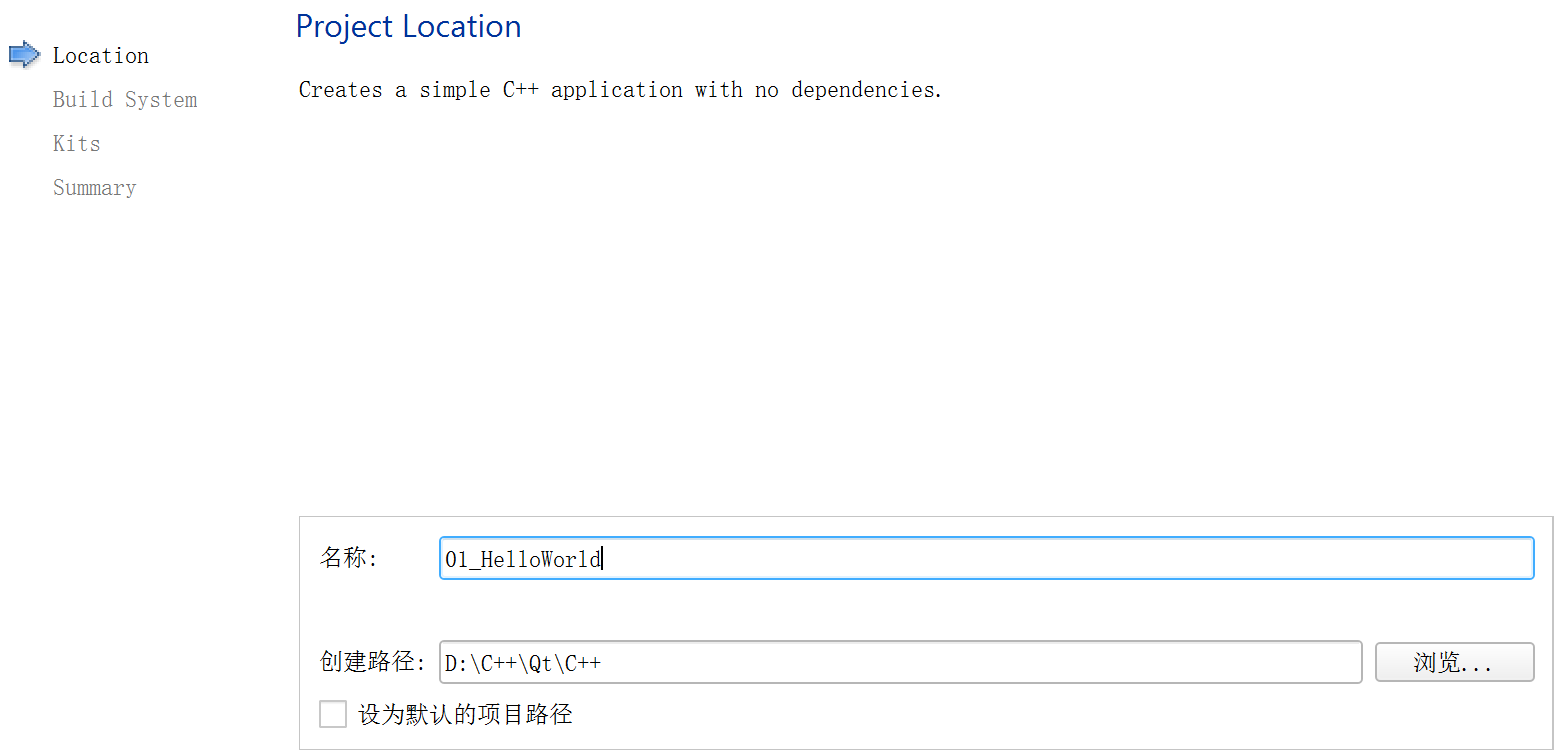 Project Location
Location
Build System
Kits
Summary
Creates a simple C++ application with no dependencies.
名称:
01_HelloWorld
创建路径:
D:\C++\Qt\C++
浏览...
设为默认的项目路径